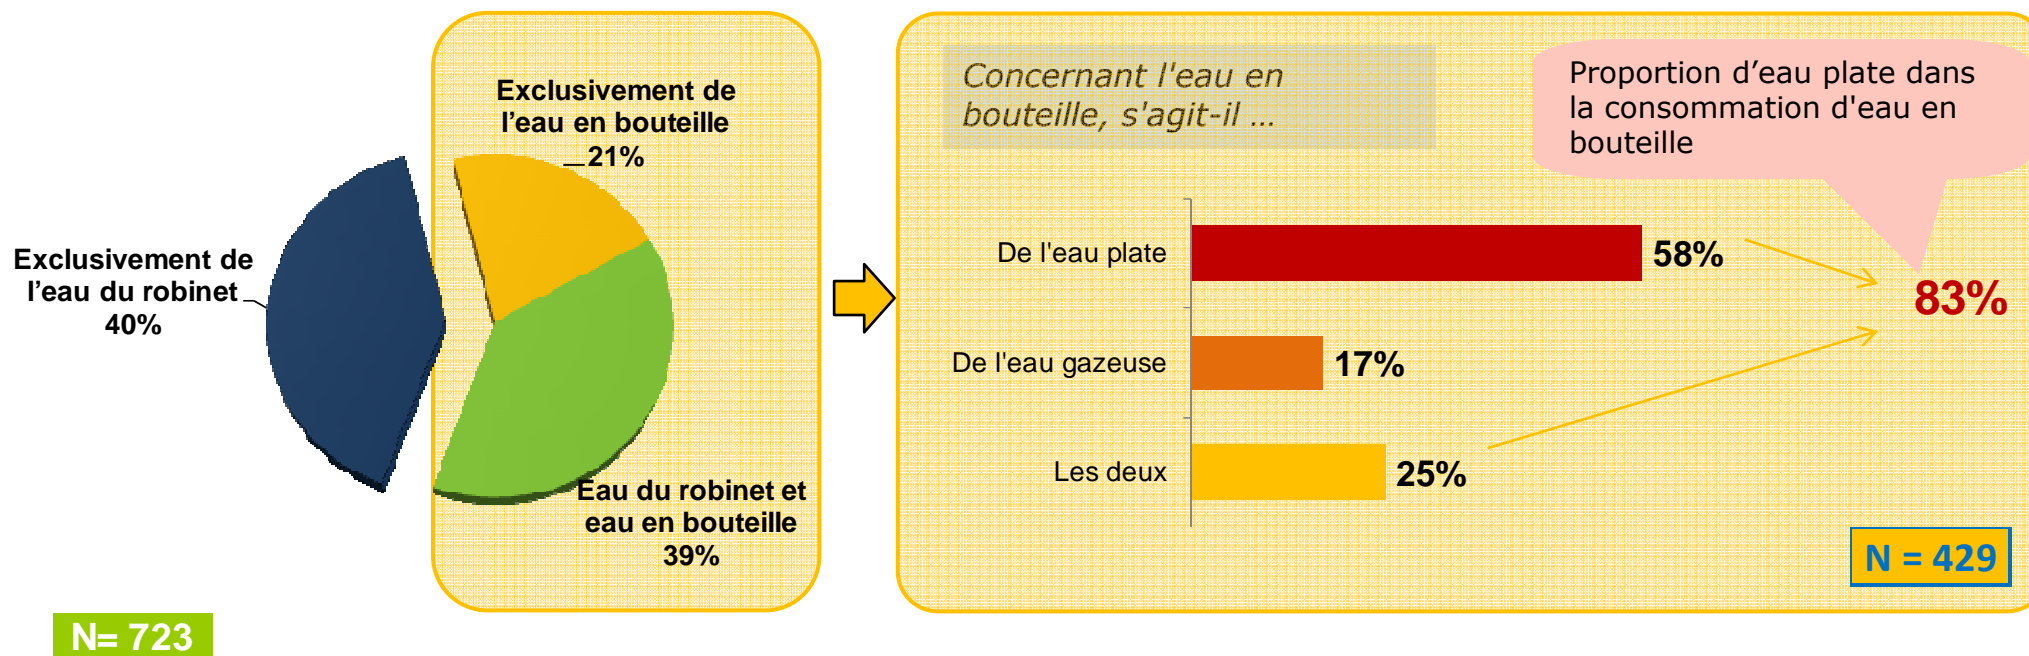 Exclusivement de
l’eau en bouteille
21%
Exclusivement de
l’eau du robinet
40%
Eau du robinet et
eau en bouteille
39%
N= 723
Concernant l'eau en
bouteille, s'agit-il ...
Proportion d’eau plate dans
la consommation d'eau en
bouteille
De l'eau plate
58%
83%
De l'eau gazeuse
17%
Les deux
25%
N = 429